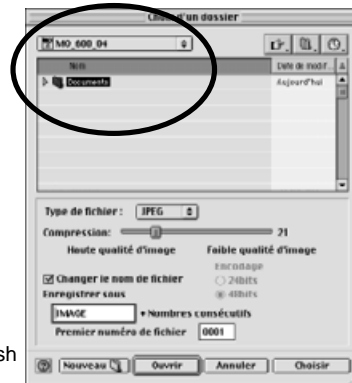 Choix d'un dossier
MO_600_04
Nom Date de modif...
Documents Aujourd'hui
Type de fichier : JPEG
Compression: 21
Haute qualité d'image Faible qualité d'image
Encodage
Changer le nom de fichier 24bits
Enregistrer sous 48bits
IMAGE + Nombres consécutifs
Premier numéro de fichier 0001
sh
Nouveau Ouvrir Annuler Choisir